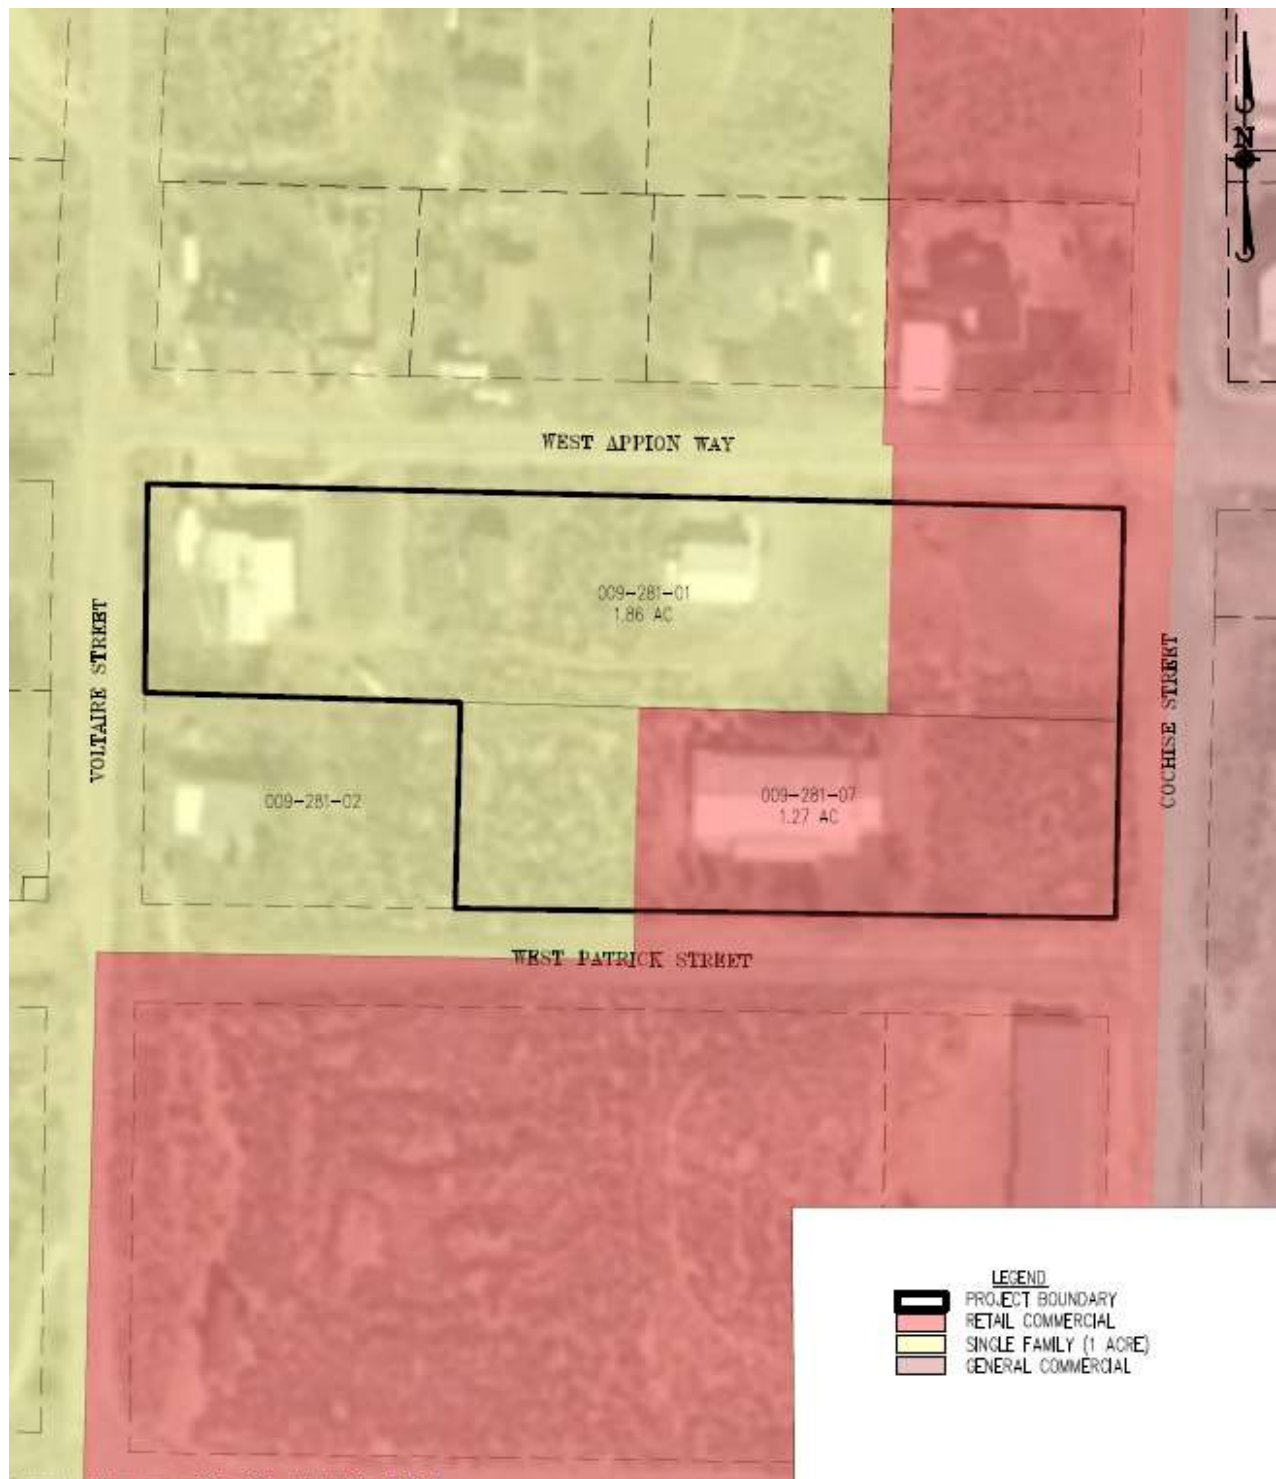 N
WEST APPION WAY
009-281-01
1.86 AC
VOLTAIRE STREET
COCHISE STREET
009-281-02
009-281-07
1.27 AC
WEST PATRICK STREET
LEGEND
PROJECT BOUNDARY
RETAIL COMMERCIAL
SINGLE FAMILY (1 ACRE)
GENERAL COMMERCIAL